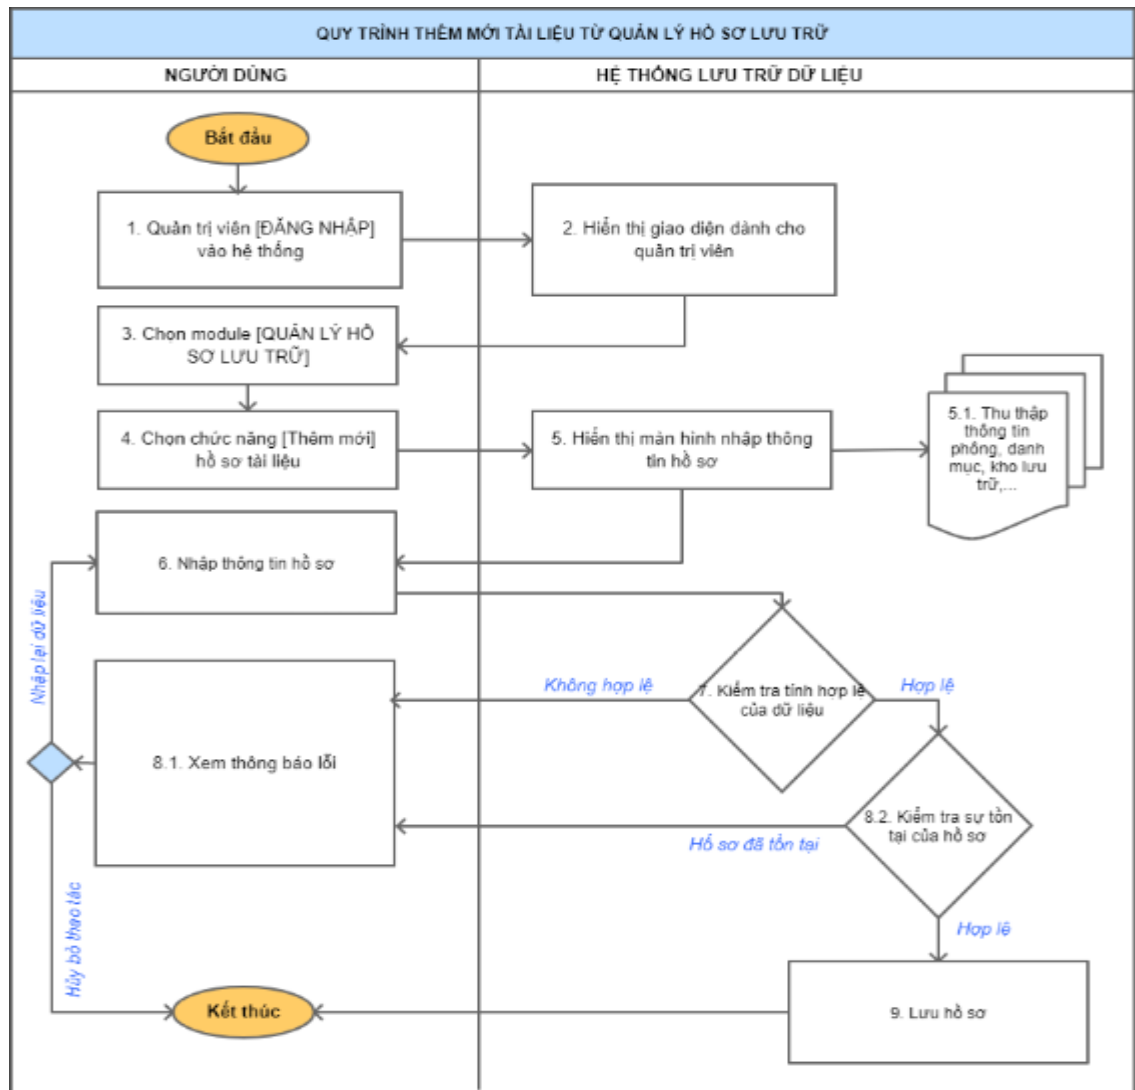 QUY TRÌNH THÊM MỚI TÀI LIỆU TỪ QUẢN LÝ HỒ SƠ LƯU TRỮ
NGƯỜI DÙNG
HỆ THỐNG LƯU TRỮ DỮ LIỆU
Bắt đầu
1. Quản trị viên [ĐĂNG NHẬP]
vào hệ thống
2. Hiển thị giao diện dành cho
quản trị viên
3. Chọn module [QUẢN LÝ HỒ
SƠ LƯU TRỮ]
4. Chọn chức năng [Thêm mới]
hồ sơ tài liệu
5. Hiển thị màn hình nhập thông
tin hồ sơ
5.1. Thu thập
thông tin
phông, danh
mục, kho lưu
trữ,...
6. Nhập thông tin hồ sơ
Nhập lại dữ liệu
Không hợp lệ
7. Kiểm tra tính hợp lệ
của dữ liệu
Hợp lệ
8.1. Xem thông báo lỗi
8.2. Kiểm tra sự tồn
tại của hồ sơ
Hồ sơ đã tồn tại
Hủy bỏ thao tác
Hợp lệ
Kết thúc
9. Lưu hồ sơ